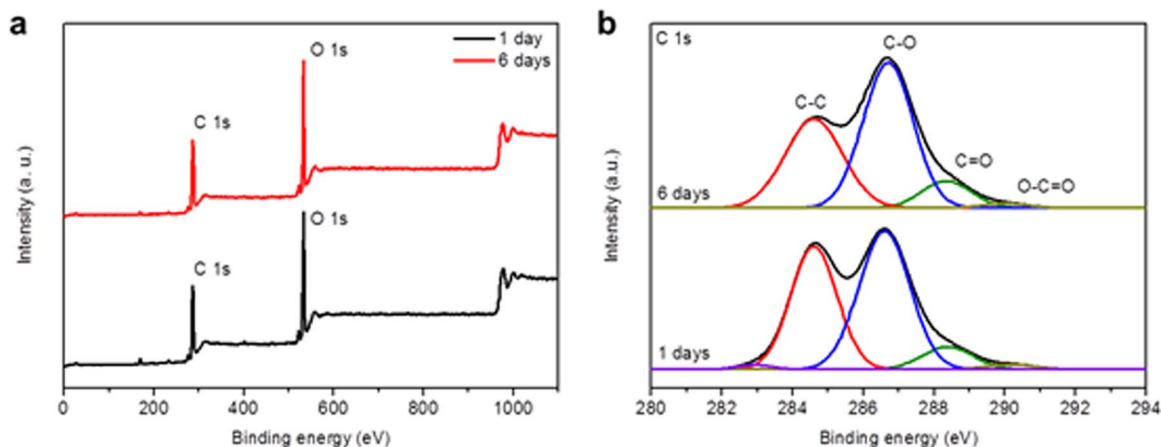 a
1 day
6 days
O 1s
C 1s
O 1s
C 1s
Intensity (a. u.)
0 200 400 600 800 1000
Binding energy (eV)
b
C 1s
C-O
C-C
C=O
O-C=O
6 days
1 days
Intensity (a.u.)
280 282 284 286 288 290 292 294
Binding energy (eV)